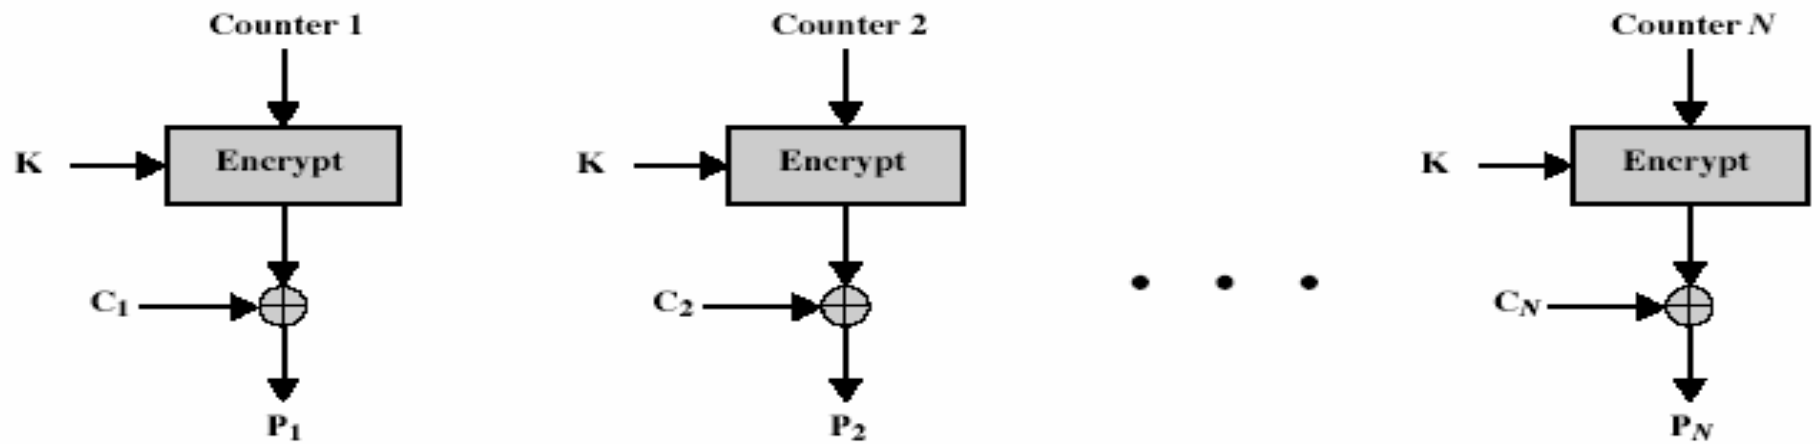 Counter 1 Counter 2 Counter N
K Encrypt K Encrypt K Encrypt
C1 C2 CN
P1 P2 PN